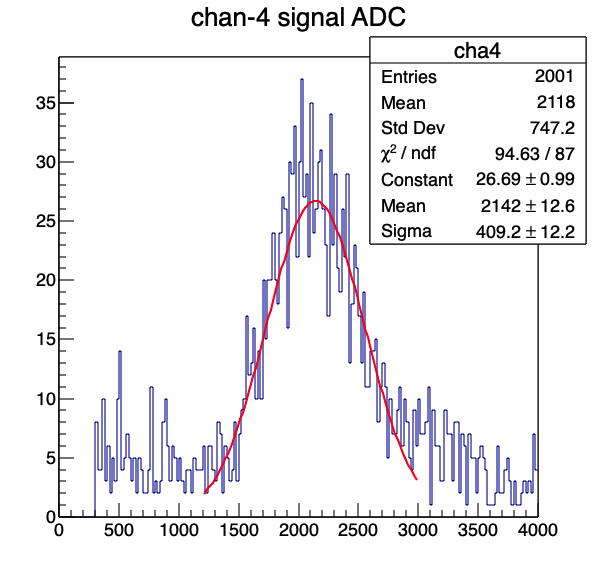 chan-4 signal ADC
cha4
Entries 2001
Mean 2118
Std Dev 747.2
χ² / ndf 94.63 / 87
Constant 26.69 ± 0.99
Mean 2142 ± 12.6
Sigma 409.2 ± 12.2
35
30
25
20
15
10
5
0
0 500 1000 1500 2000 2500 3000 3500 4000